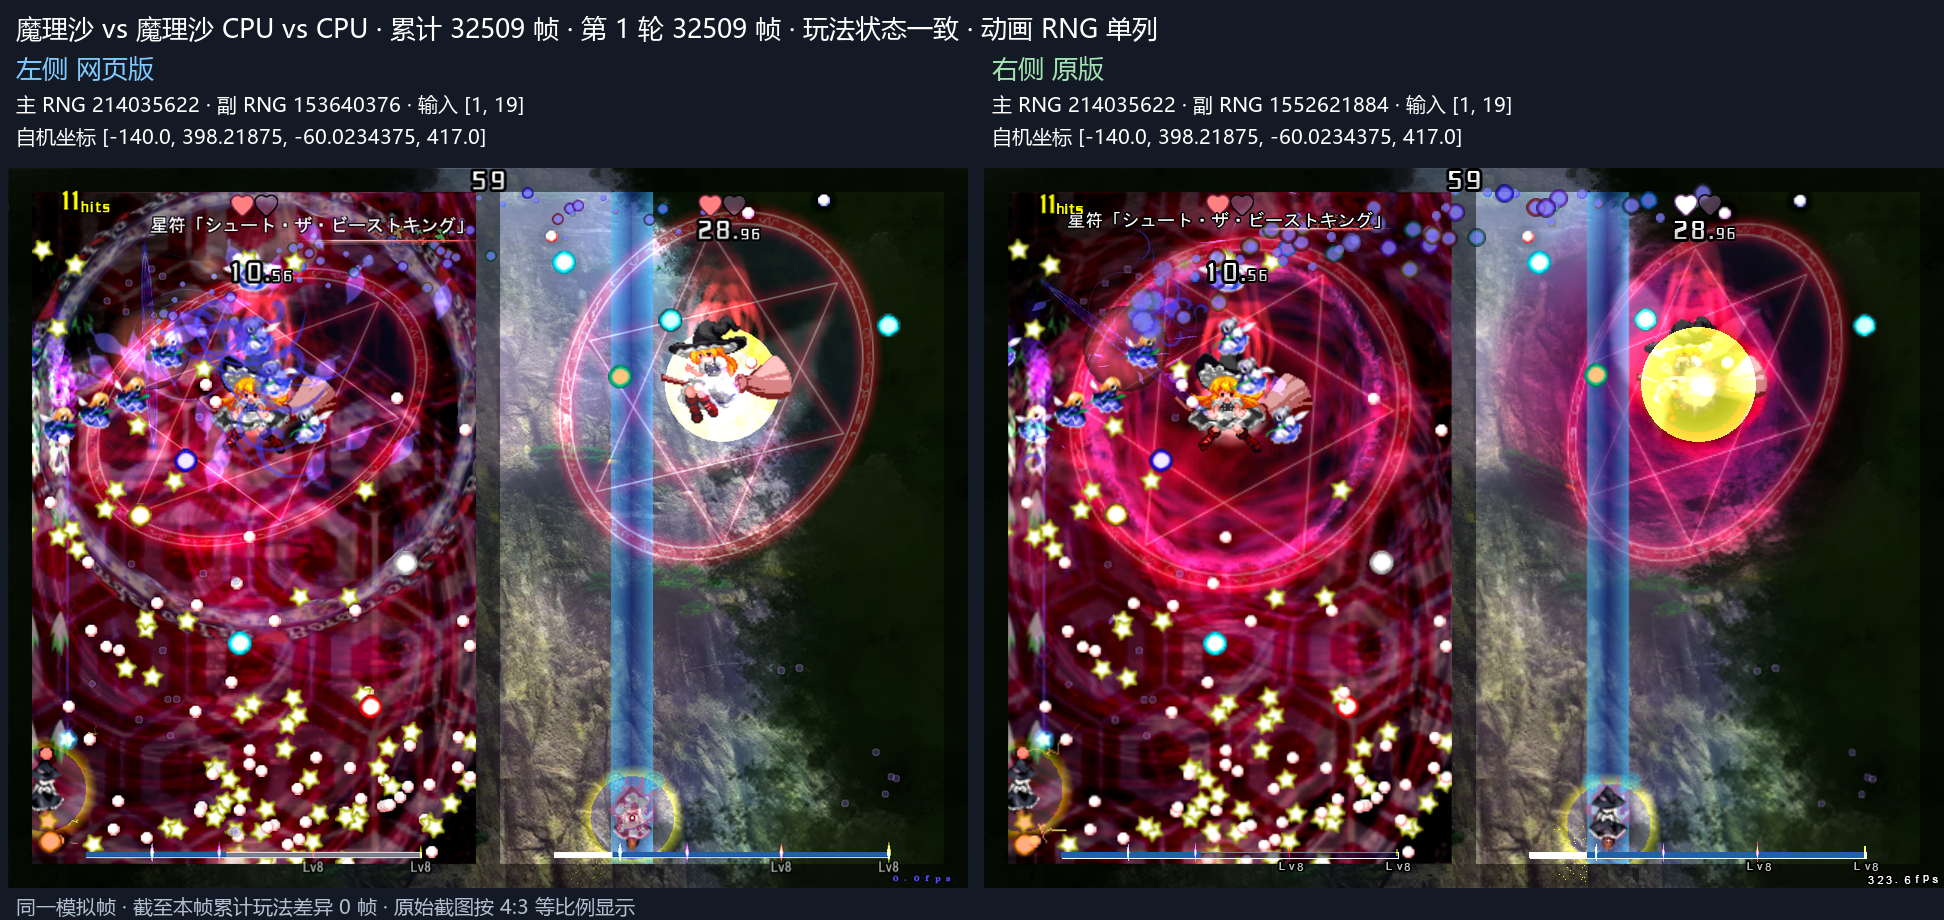 魔理沙 vs 魔理沙 CPU vs CPU · 累计 32509 帧 · 第 1 轮 32509 帧 · 玩法状态一致 · 动画 RNG 单列
左侧 网页版
主 RNG 214035622 · 副 RNG 153640376 · 输入 [1, 19]
自机坐标 [-140.0, 398.21875, -60.0234375, 417.0]
右侧 原版
主 RNG 214035622 · 副 RNG 1552621884 · 输入 [1, 19]
自机坐标 [-140.0, 398.21875, -60.0234375, 417.0]
59
11hits
星符「シュート・ザ・ビーストキング」
28.96
10.56
Lv8
Lv8
Lv8
Lv8
0.0fps
59
11hits
星符「シュート・ザ・ビーストキング」
28.96
10.56
Lv8
Lv8
Lv8
Lv8
323.6fps
同一模拟帧 · 截至本帧累计玩法差异 0 帧 · 原始截图按 4:3 等比例显示